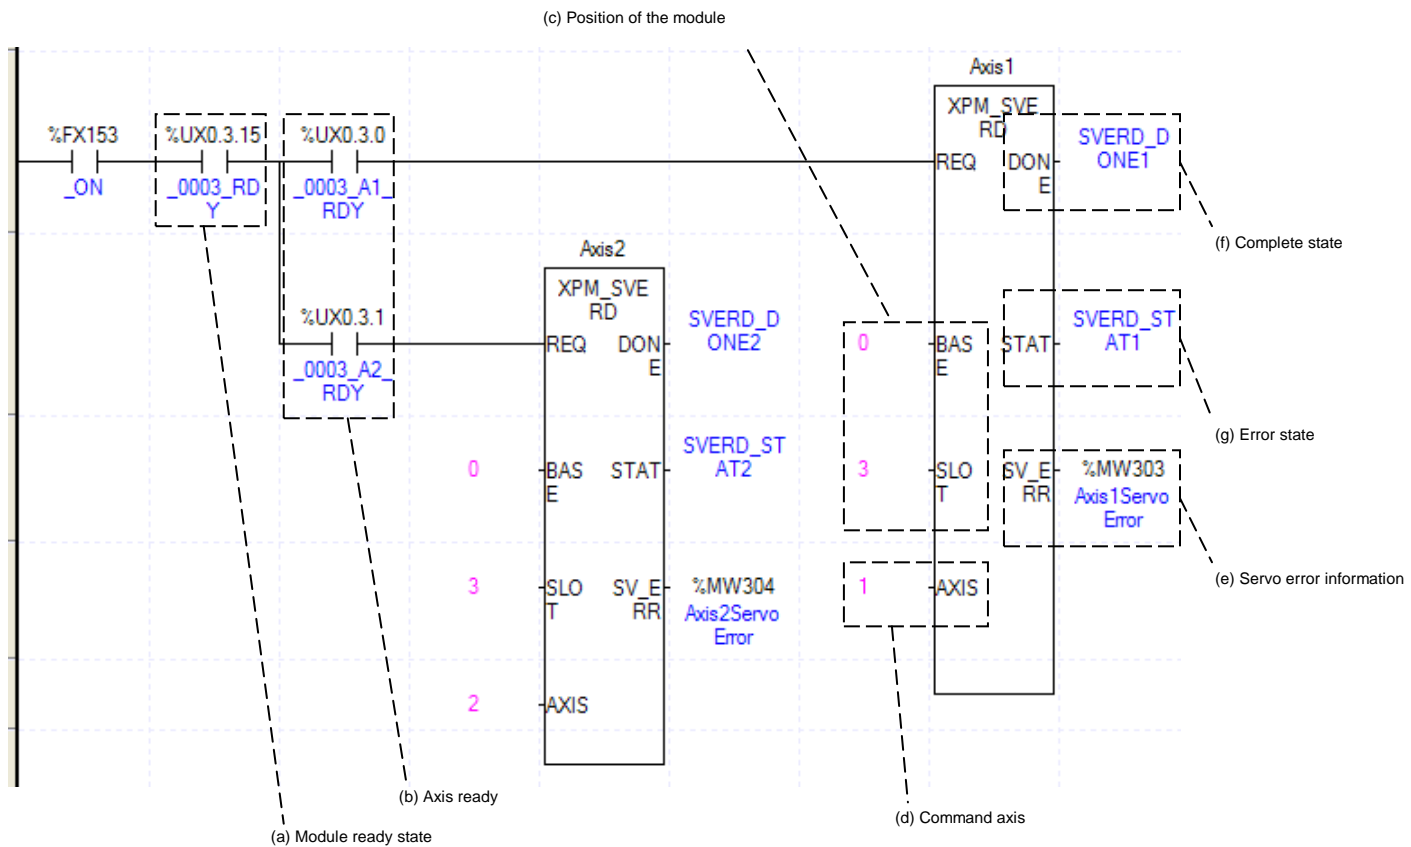 (c) Position of the module
Axis1
XPM_SVE
RD
%FX153
%UX0.3.15
%UX0.3.0
SVERD_D
ONE1
REQ
DON
E
_ON
_0003_RD
Y
_0003_A1_
RDY
(f) Complete state
Axis2
XPM_SVE
RD
%UX0.3.1
SVERD_D
ONE2
SVERD_ST
AT1
REQ
DON
E
0
BAS
E
STAT
_0003_A2_
RDY
(g) Error state
SVERD_ST
AT2
0
BAS
E
STAT
3
SLO
T
SV_E
RR
%MW303
Axis1Servo
Error
(e) Servo error information
3
SLO
T
SV_E
RR
%MW304
Axis2Servo
Error
1
AXIS
2
AXIS
(b) Axis ready
(d) Command axis
(a) Module ready state